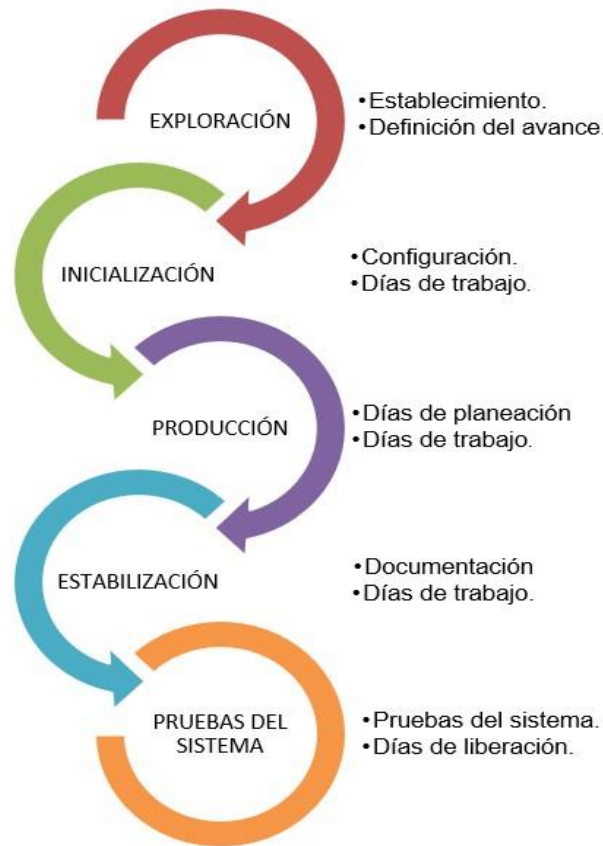 EXPLORACIÓN
•Establecimiento.
•Definición del avance.
INICIALIZACIÓN
•Configuración.
•Días de trabajo.
PRODUCCIÓN
•Días de planeación
•Días de trabajo.
ESTABILIZACIÓN
•Documentación
•Días de trabajo.
PRUEBAS DEL
SISTEMA
•Pruebas del sistema.
•Días de liberación.